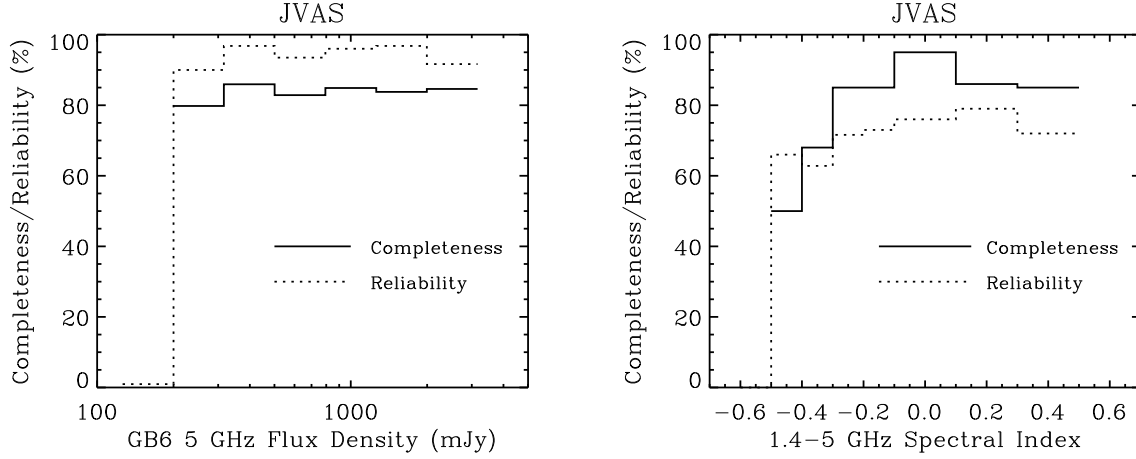 JVAS
Completeness/Reliability (%)
100
80
60
40
20
0
Completeness
Reliability
100 1000
GB6 5 GHz Flux Density (mJy)
JVAS
Completeness/Reliability (%)
100
80
60
40
20
0
Completeness
Reliability
−0.6 −0.4 −0.2 0.0 0.2 0.4 0.6
1.4−5 GHz Spectral Index